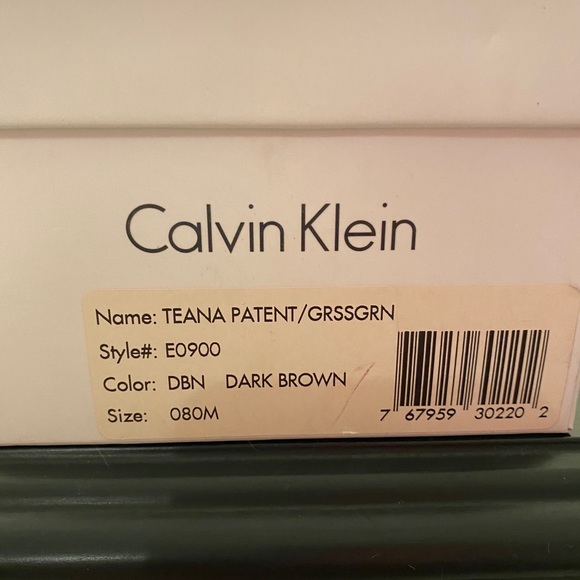 Calvin Klein
Name: TEANA PATENT/GRSSGRN
Style#: E0900
Color: DBN DARK BROWN
Size: 080M
7 67959 30220 2